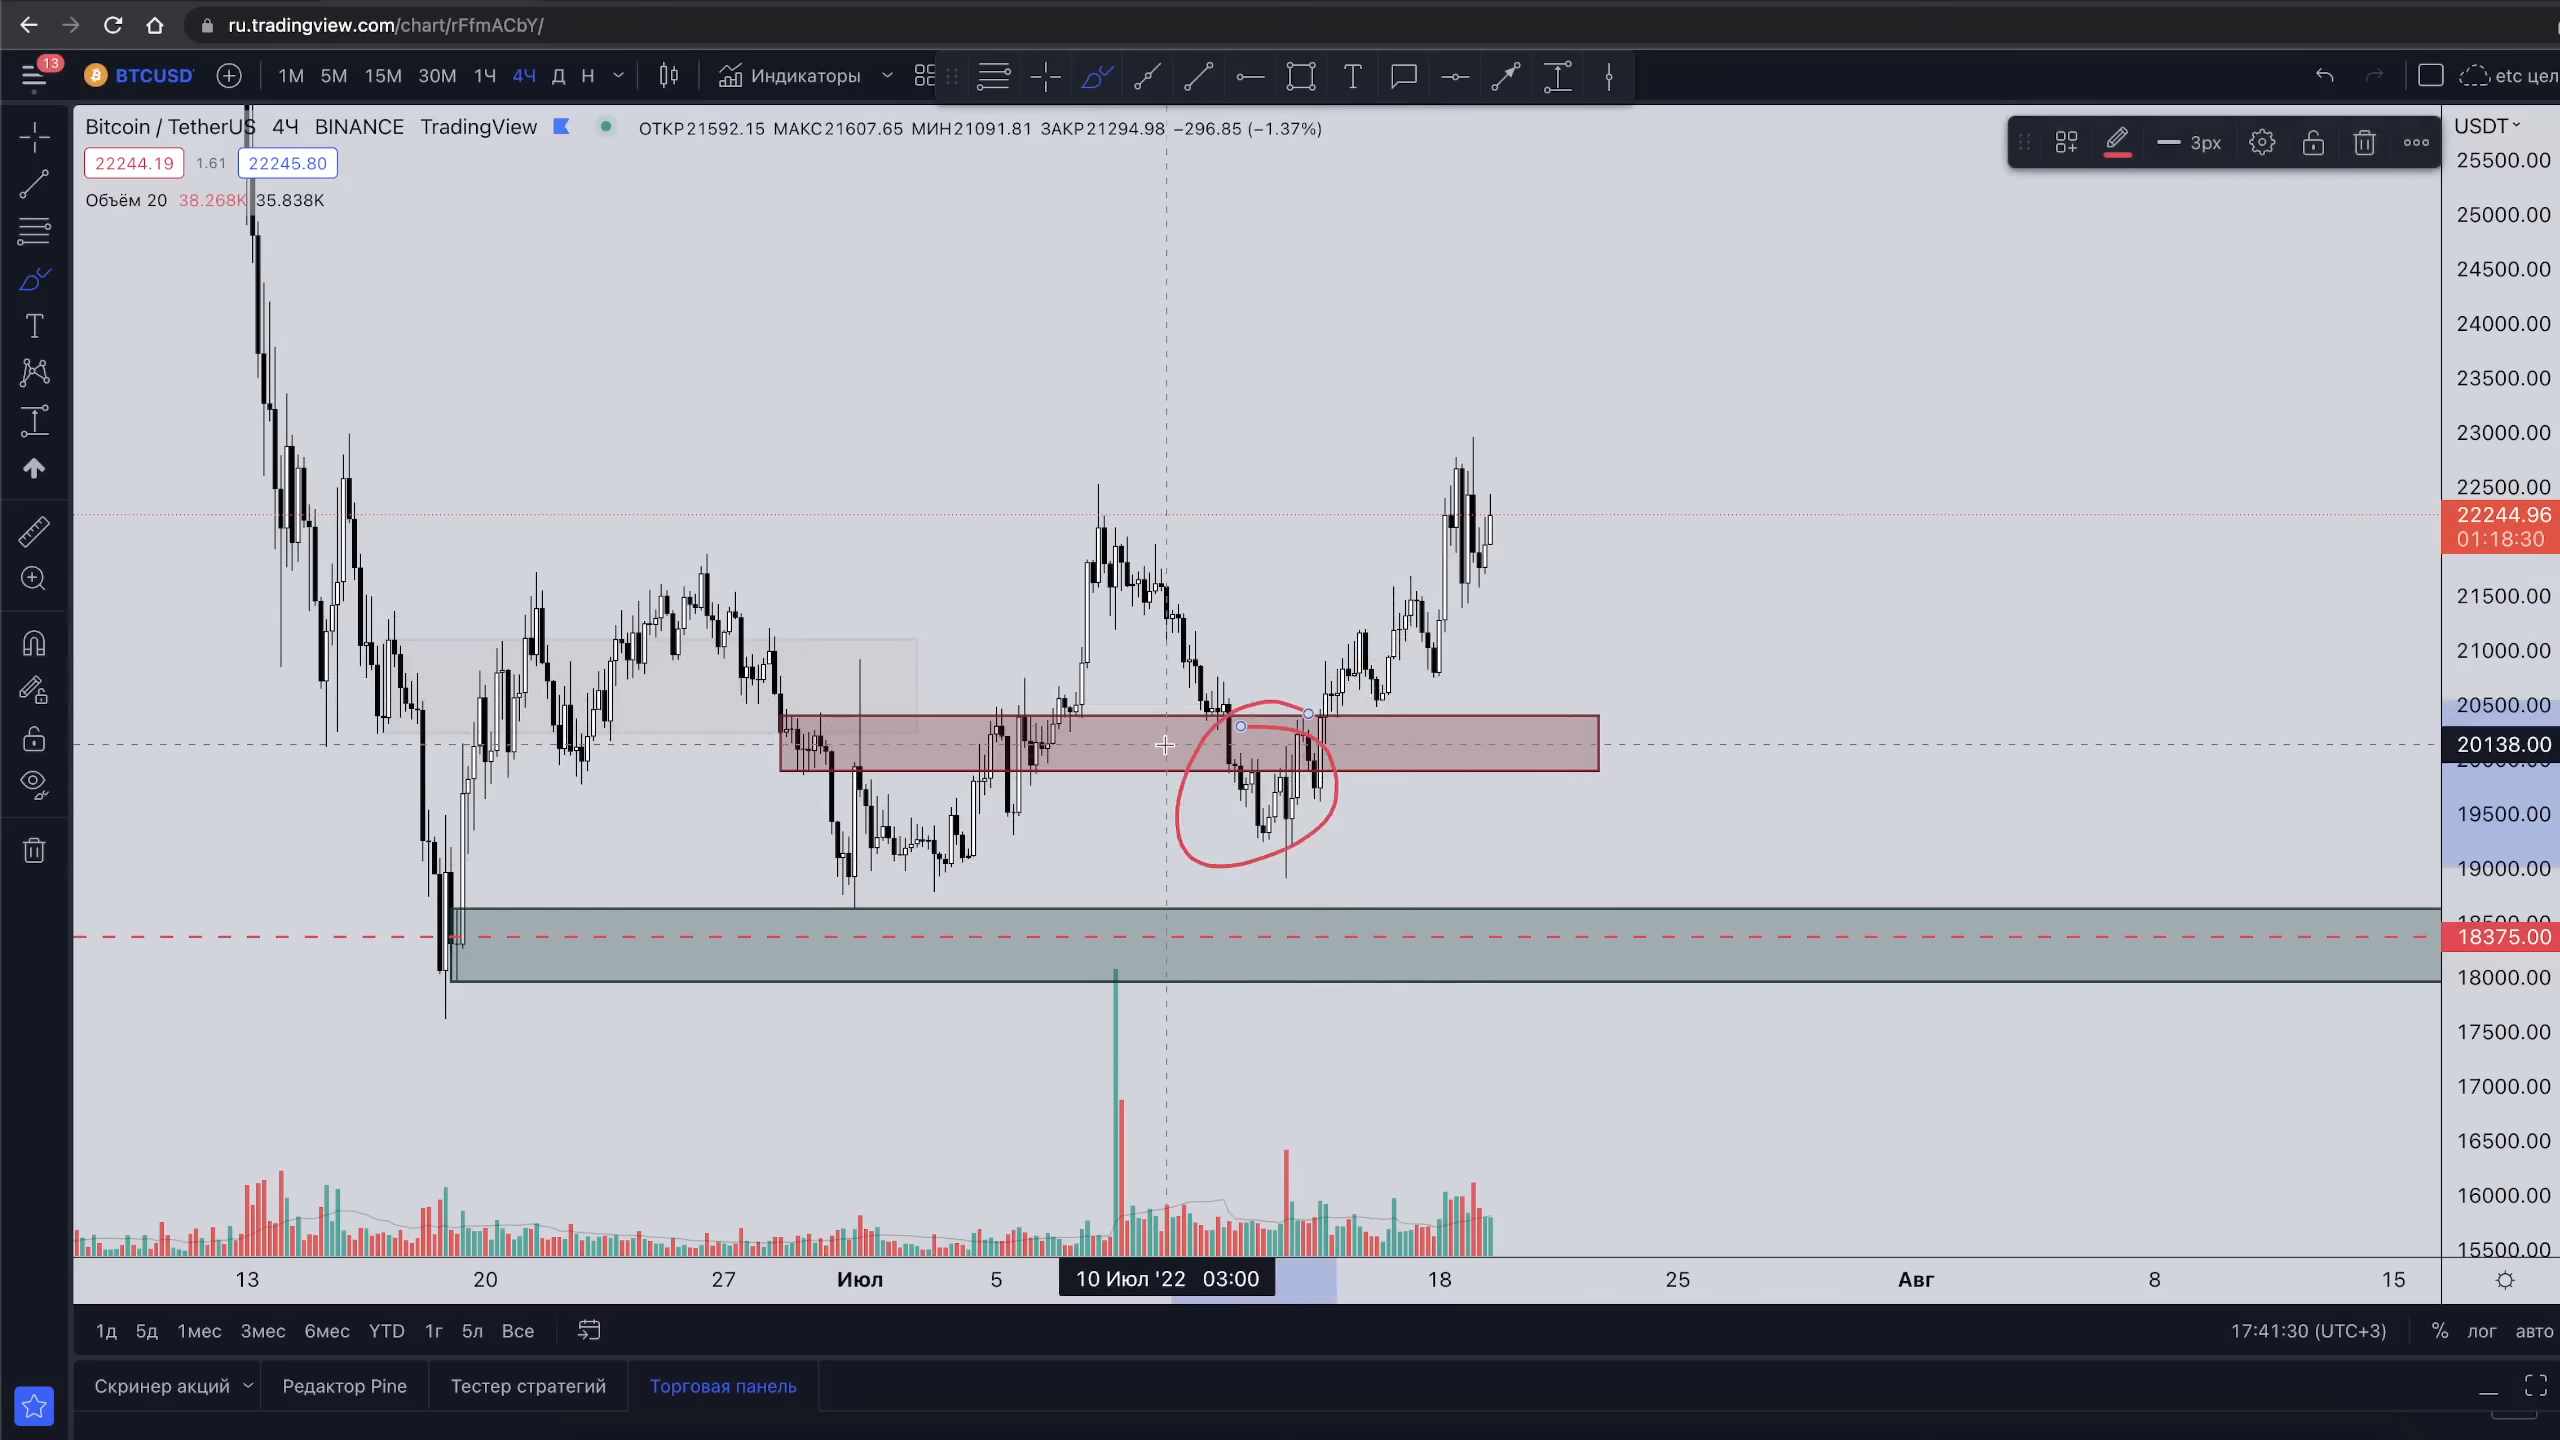 ru.tradingview.com/chart/rFfmACbY/
13
BTCUSD 1М 5М 15М 30М 1Ч 4Ч Д Н Индикаторы etc цел
Bitcoin / TetherUS 4Ч BINANCE TradingView ОТКР21592.15 МАКС21607.65 МИН21091.81 ЗАКР21294.98 −296.85 (−1.37%)
22244.19 1.61 22245.80
Объём 20 38.268K 35.838K
3px
USDT
25500.00
25000.00
24500.00
24000.00
23500.00
23000.00
22500.00
22244.96
01:18:30
21500.00
21000.00
20500.00
20138.00
19500.00
19000.00
18375.00
18000.00
17500.00
17000.00
16500.00
16000.00
15500.00
13 20 27 Июл 5 10 Июл '22 03:00 18 25 Авг 8 15
1д 5д 1мес 3мес 6мес YTD 1г 5л Все 17:41:30 (UTC+3) % лог авто
Скринер акций Редактор Pine Тестер стратегий Торговая панель